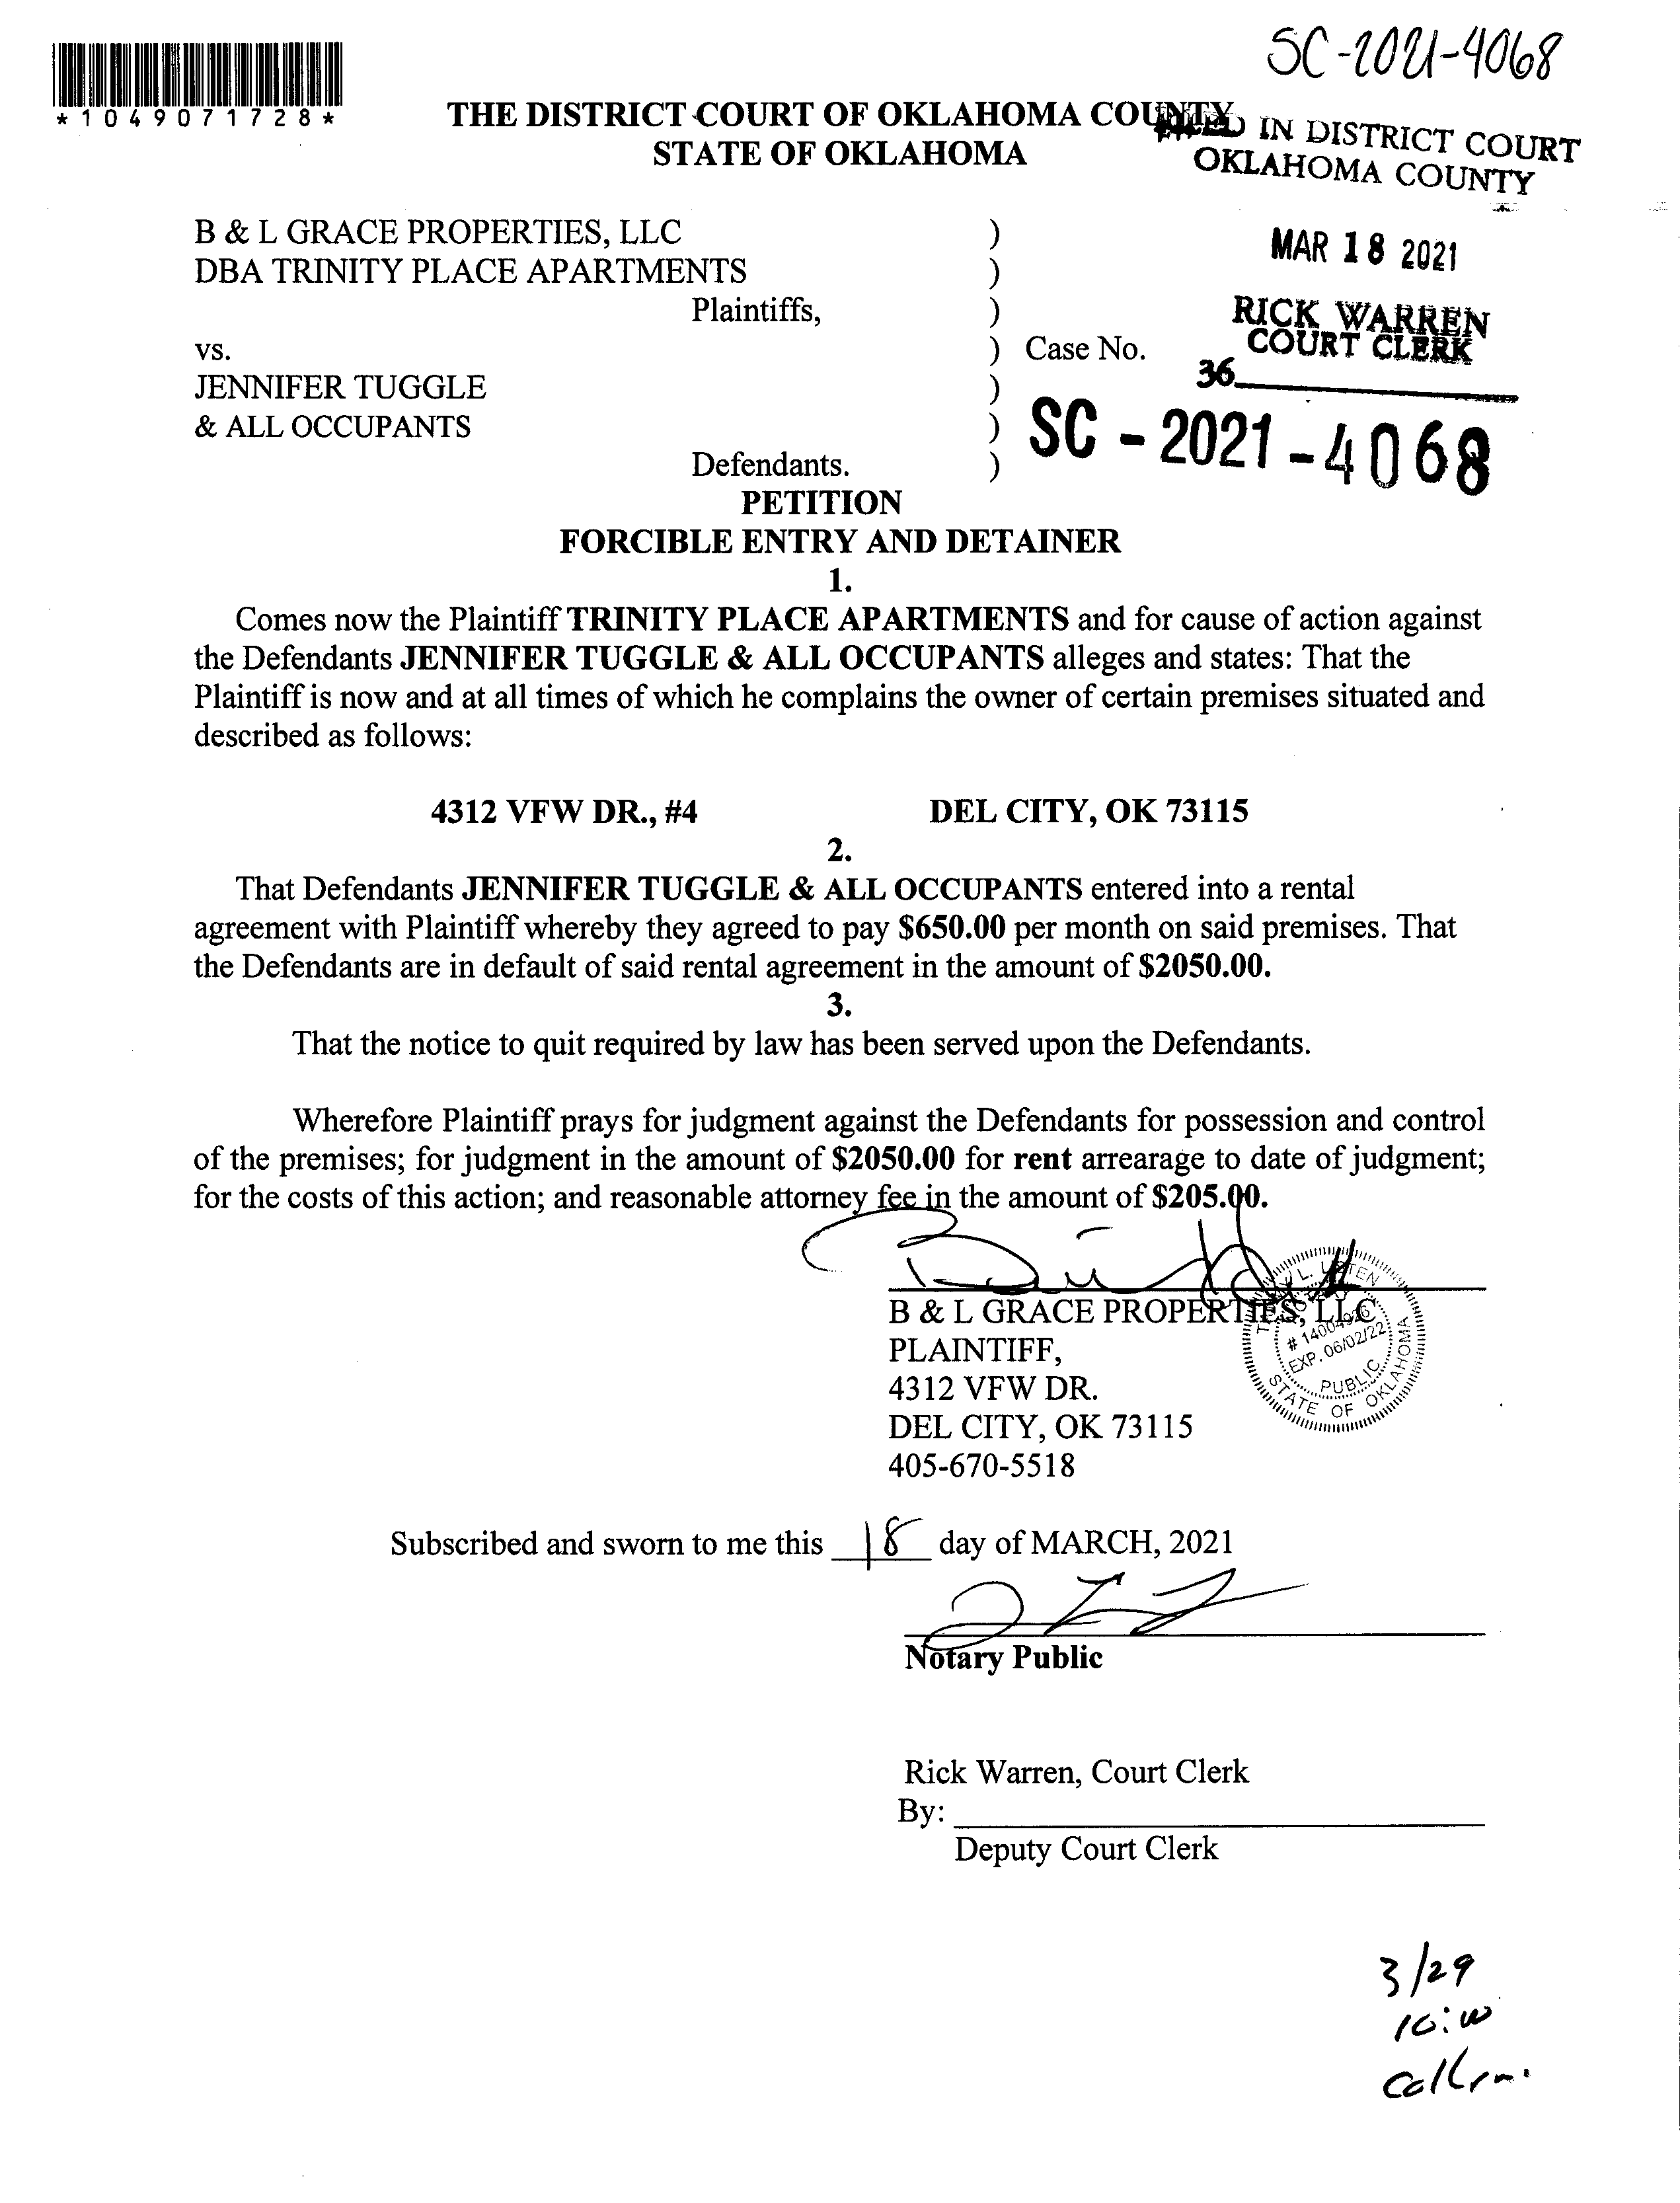 SC-2021-4068
*1049071728*
THE DISTRICT COURT OF OKLAHOMA COUNTY
STATE OF OKLAHOMA
FILED IN DISTRICT COURT
OKLAHOMA COUNTY
MAR 18 2021
RICK WARREN
COURT CLERK
36
B & L GRACE PROPERTIES, LLC )
DBA TRINITY PLACE APARTMENTS )
Plaintiffs, )
vs. ) Case No.
JENNIFER TUGGLE )
& ALL OCCUPANTS ) SC-2021-4068
Defendants. )
PETITION
FORCIBLE ENTRY AND DETAINER
1.
Comes now the Plaintiff TRINITY PLACE APARTMENTS and for cause of action against
the Defendants JENNIFER TUGGLE & ALL OCCUPANTS alleges and states: That the
Plaintiff is now and at all times of which he complains the owner of certain premises situated and
described as follows:
4312 VFW DR., #4 DEL CITY, OK 73115
2.
That Defendants JENNIFER TUGGLE & ALL OCCUPANTS entered into a rental
agreement with Plaintiff whereby they agreed to pay $650.00 per month on said premises. That
the Defendants are in default of said rental agreement in the amount of $2050.00.
3.
That the notice to quit required by law has been served upon the Defendants.
Wherefore Plaintiff prays for judgment against the Defendants for possession and control
of the premises; for judgment in the amount of $2050.00 for rent arrearage to date of judgment;
for the costs of this action; and reasonable attorney fee in the amount of $205.00.
B & L GRACE PROPERTIES, LLC
PLAINTIFF,
4312 VFW DR.
DEL CITY, OK 73115
405-670-5518
# 14004926
EXP. 06/02/22
PUBLIC
STATE OF OKLAHOMA
Subscribed and sworn to me this 18 day of MARCH, 2021
Notary Public
Rick Warren, Court Clerk
By:
Deputy Court Clerk
3/29